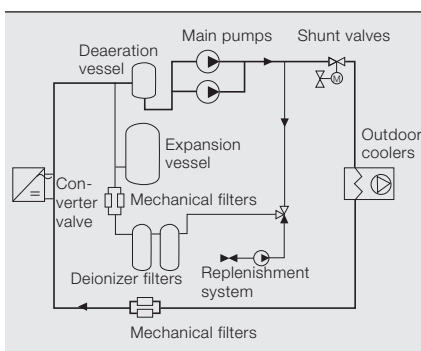 Main pumps
Shunt valves
Deaeration
vessel
M
Expansion
vessel
Outdoor
coolers
Con-
verter
valve
Mechanical filters
Deionizer filters
Replenishment
system
Mechanical filters